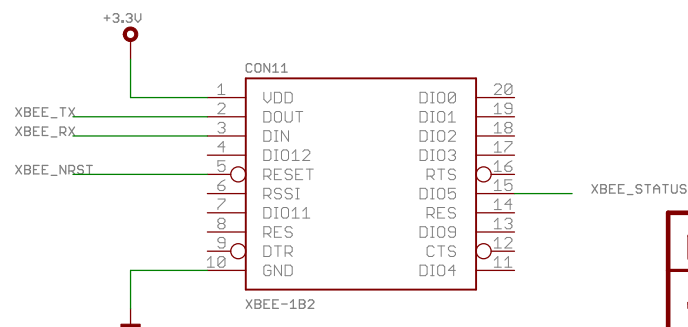 +3.3V
CON11
1 VDD DIO0 20
XBEE_TX 2 DOUT DIO1 19
XBEE_RX 3 DIN DIO2 18
4 DIO12 DIO3 17
XBEE_NRST 5 RESET RTS 16
6 RSSI DIO5 15 XBEE_STATUS
7 DIO11 RES 14
8 RES DIO9 13
9 DTR CTS 12
10 GND DIO4 11
XBEE-1B2